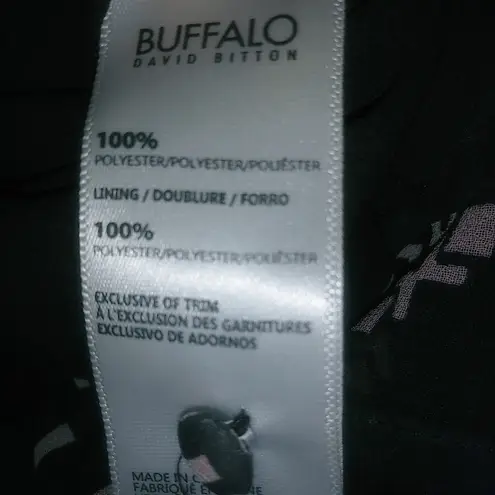 BUFFALO
DAVID BITTON
100%
POLYESTER/POLYESTER/POLIÉSTER
LINING / DOUBLURE / FORRO
100%
POLYESTER/POLYESTER/POLIÉSTER
EXCLUSIVE OF TRIM
À L'EXCLUSION DES GARNITURES
EXCLUSIVO DE ADORNOS
MADE IN
FABRIQUÉ